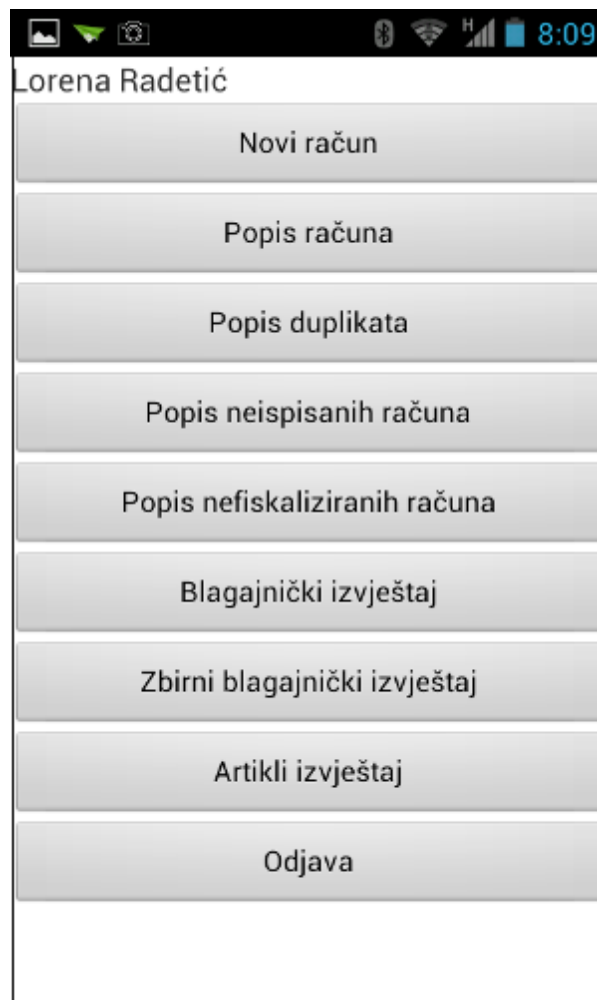 H 8:09
Lorena Radetić
Novi račun
Popis računa
Popis duplikata
Popis neispisanih računa
Popis nefiskaliziranih računa
Blagajnički izvještaj
Zbirni blagajnički izvještaj
Artikli izvještaj
Odjava